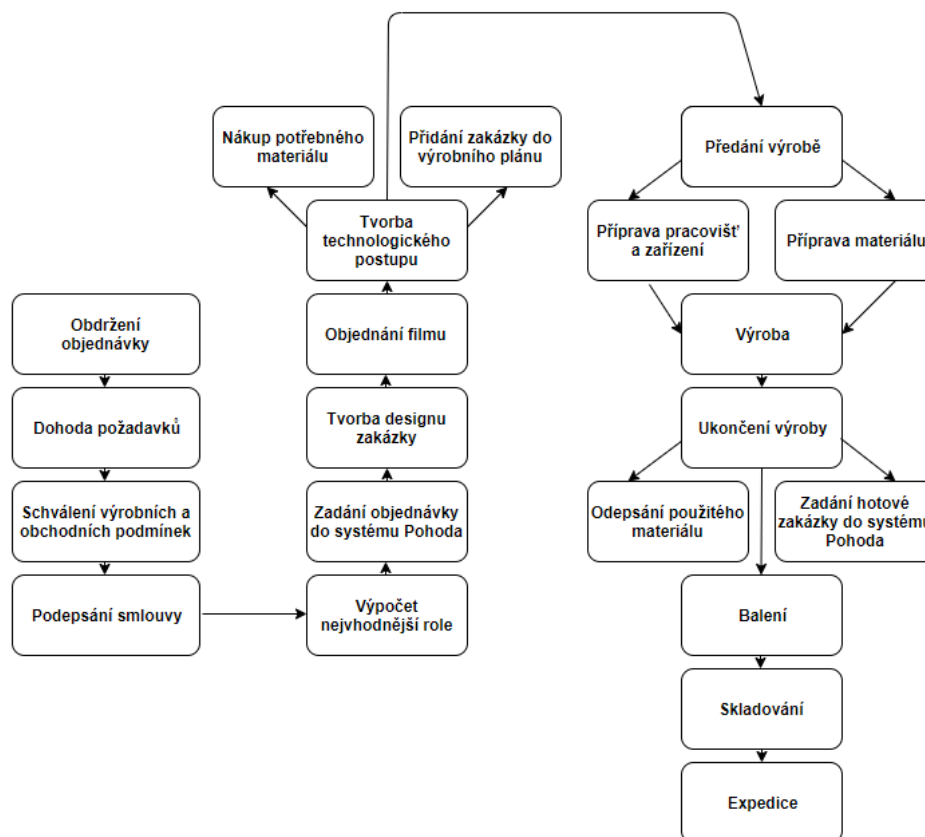 Obdržení
objednávky
Dohoda požadavků
Schválení výrobních a
obchodních podmínek
Podepsání smlouvy
Výpočet
nejvhodnější role
Zadání objednávky
do systému Pohoda
Tvorba designu
zakázky
Objednání filmu
Tvorba
technologického
postupu
Nákup potřebného
materiálu
Přidání zakázky do
výrobního plánu
Předání výrobě
Příprava pracovišť
a zařízení
Příprava materiálu
Výroba
Ukončení výroby
Odepsání použitého
materiálu
Zadání hotové
zakázky do systému
Pohoda
Balení
Skladování
Expedice